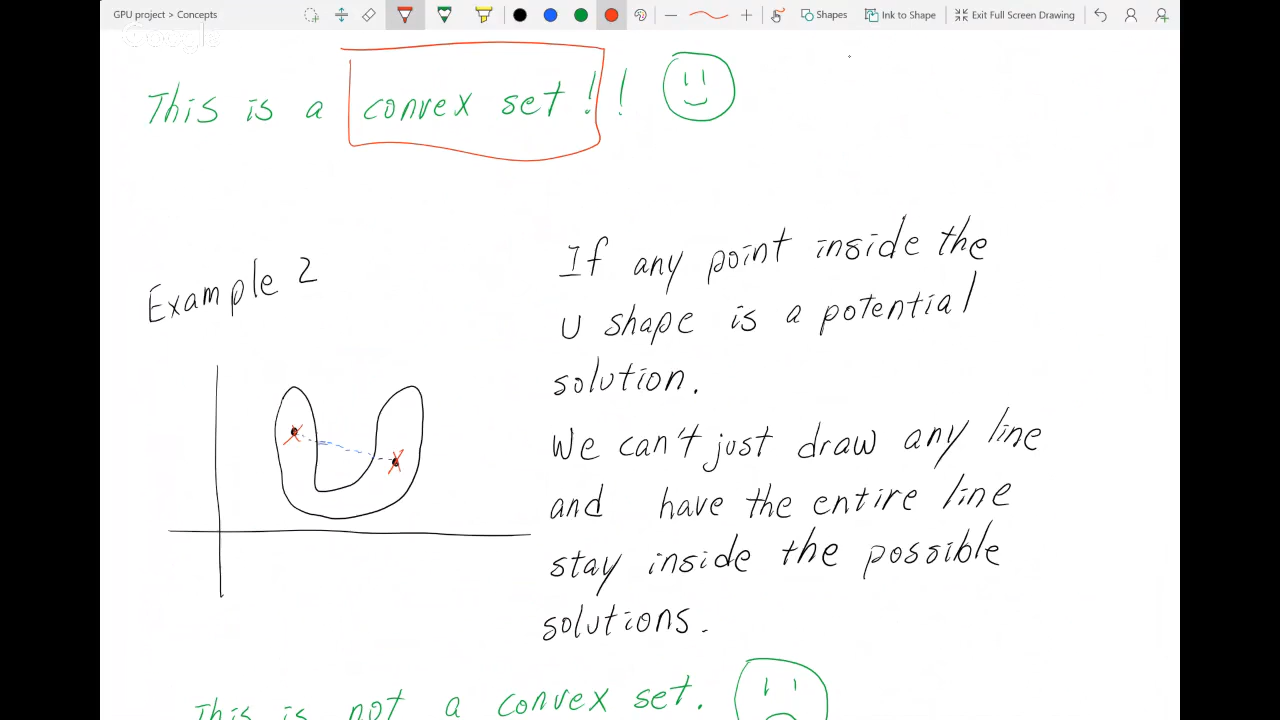 GPU project > Concepts
Shapes
Ink to Shape
Exit Full Screen Drawing
Google
This is a convex set!!
Example 2
If any point inside the
U shape is a potential
solution.
We can't just draw any line
and have the entire line
stay inside the possible
solutions.
This is not a convex set.